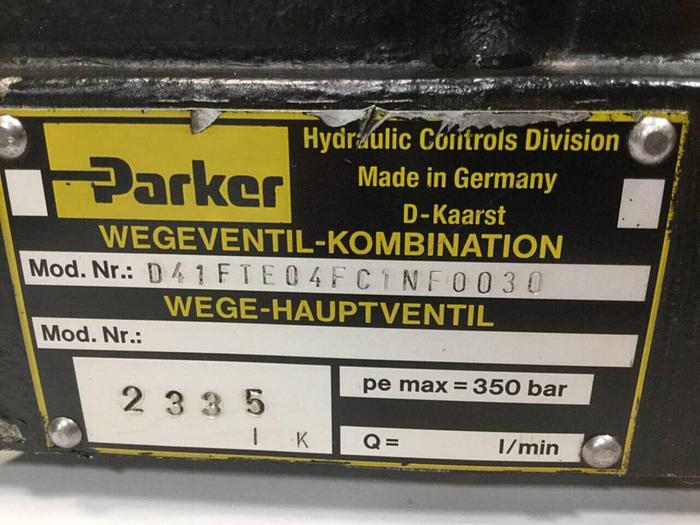 Parker
Hydraulic Controls Division
Made in Germany
D-Kaarst
WEGEVENTIL-KOMBINATION
Mod. Nr.: D41FTE04FC1NF0030
WEGE-HAUPTVENTIL
Mod. Nr.:
2335
I K
pe max = 350 bar
Q= l/min